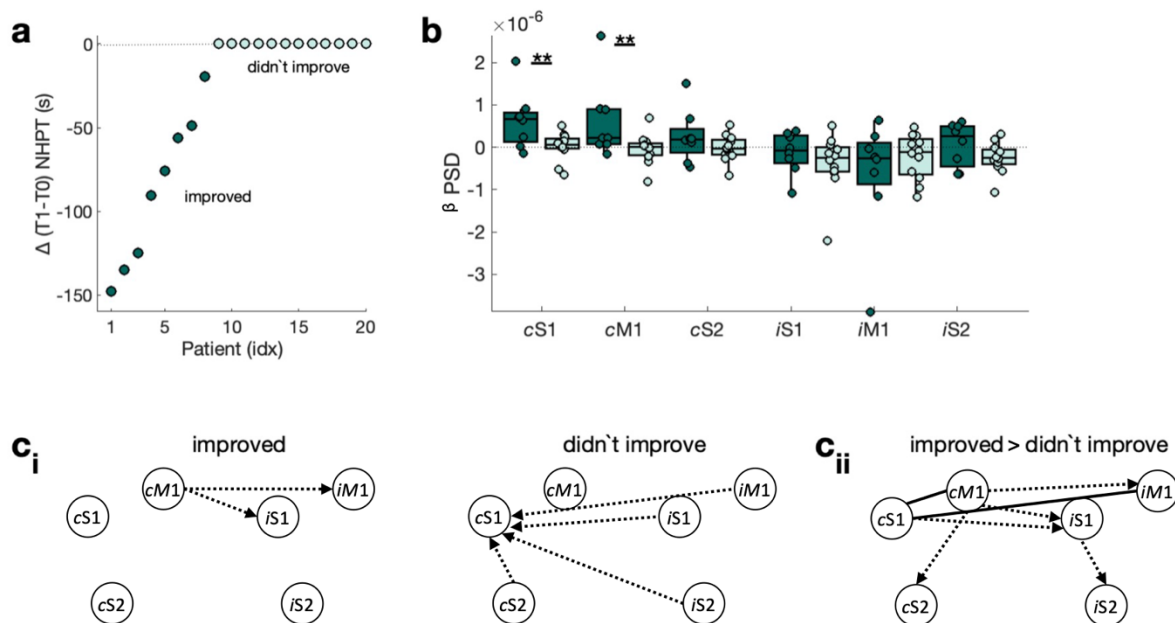 a
0
-50
-100
-150
Δ (T1-T0) NHPT (s)
didn`t improve
improved
1 5 10 15 20
Patient (idx)
b
×10⁻⁶
2
1
0
-1
-2
-3
β PSD
** **
cS1 cM1 cS2 iS1 iM1 iS2
cᵢ
improved
cM1 iM1
cS1 iS1
cS2 iS2
didn`t improve
cM1 iM1
cS1 iS1
cS2 iS2
cᵢᵢ
improved > didn`t improve
cM1 iM1
cS1 iS1
cS2 iS2